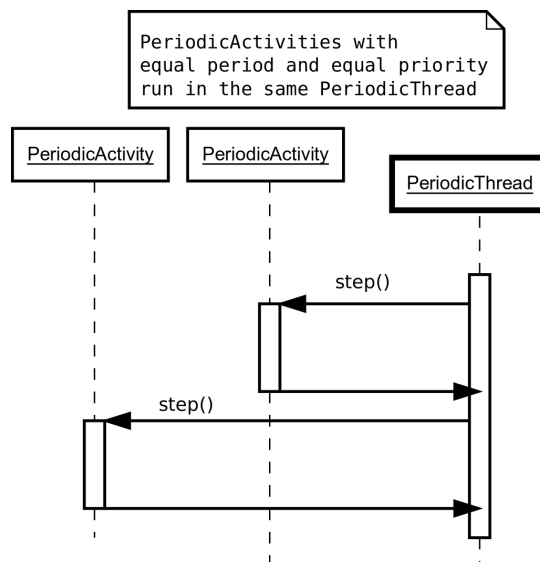 PeriodicActivities with
equal period and equal priority
run in the same PeriodicThread
PeriodicActivity
PeriodicActivity
PeriodicThread
step()
step()